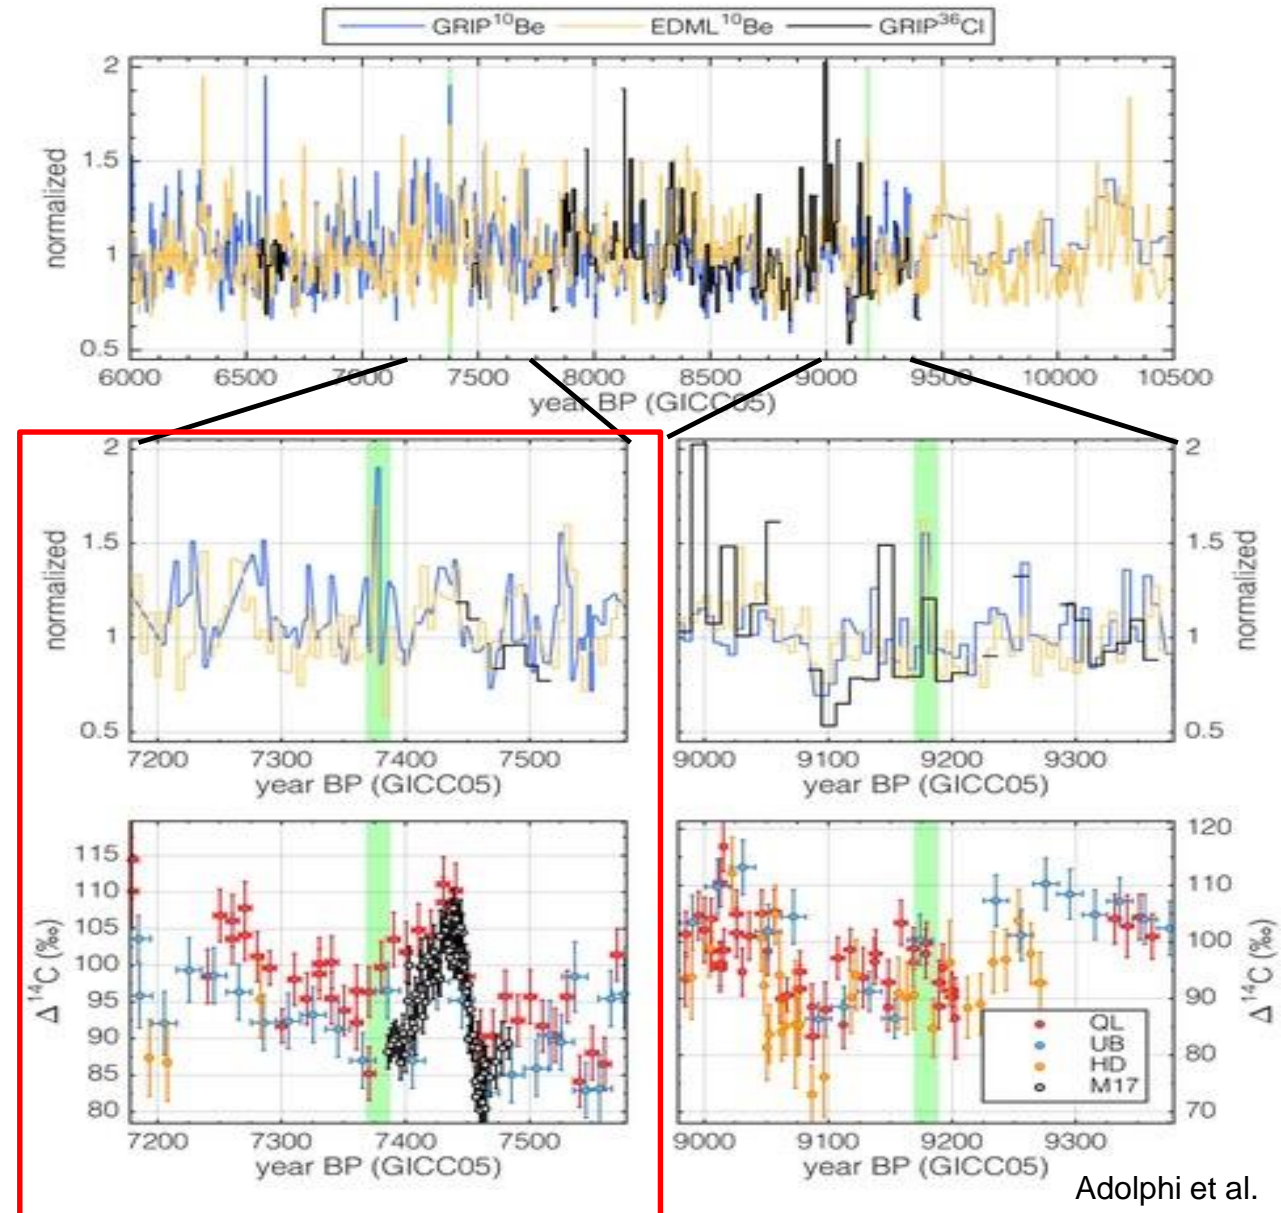 GRIP¹⁰Be EDML¹⁰Be GRIP³⁶Cl
2
1.5
1
0.5
normalized
6000 6500 7000 7500 8000 8500 9000 9500 10000 10500
year BP (GICC05)
2
1.5
1
0.5
normalized
7200 7300 7400 7500
year BP (GICC05)
2
1.5
1
0.5
normalized
9000 9100 9200 9300
year BP (GICC05)
115
110
105
100
95
90
85
80
Δ¹⁴C (‰)
7200 7300 7400 7500
year BP (GICC05)
120
110
100
90
80
70
Δ¹⁴C (‰)
QL
UB
HD
M17
9000 9100 9200 9300
year BP (GICC05)
Adolphi et al.